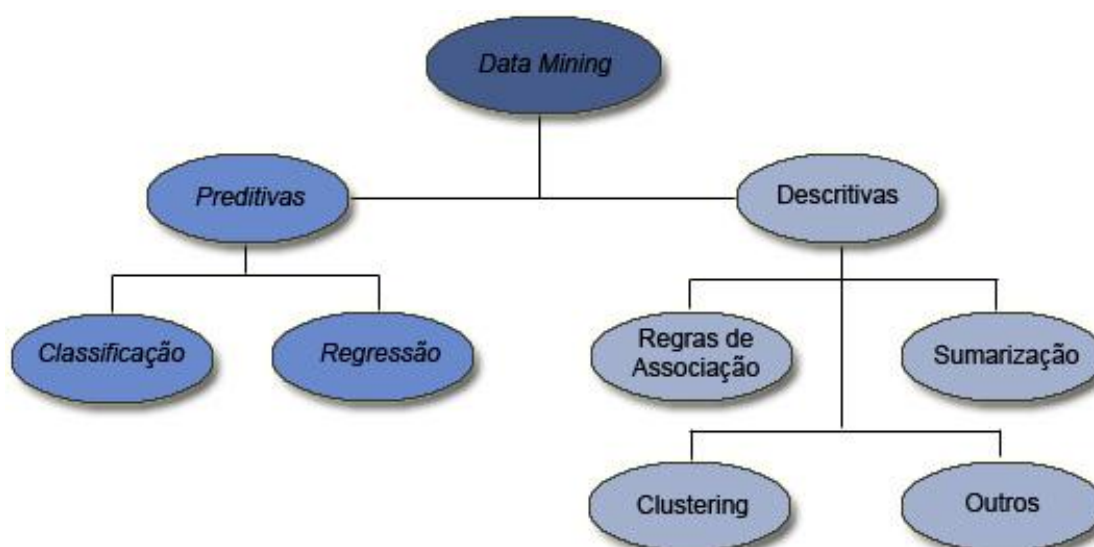 Data Mining
Preditivas
Descritivas
Classificação
Regressão
Regras de
Associação
Sumarização
Clustering
Outros